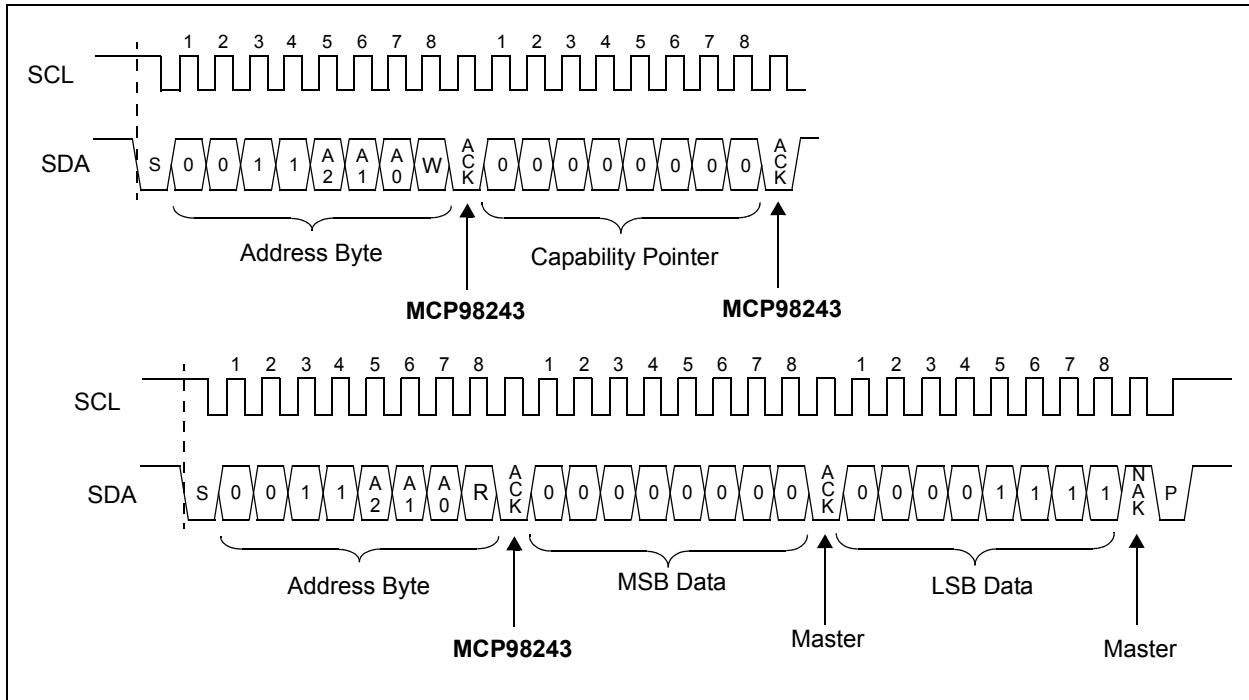 1 2 3 4 5 6 7 8 1 2 3 4 5 6 7 8
SCL
SDA
S 0 0 1 1 A2 A1 A0 W ACK 0 0 0 0 0 0 0 0 ACK
Address Byte Capability Pointer
MCP98243 MCP98243
1 2 3 4 5 6 7 8 1 2 3 4 5 6 7 8 1 2 3 4 5 6 7 8
SCL
SDA
S 0 0 1 1 A2 A1 A0 R ACK 0 0 0 0 0 0 0 0 ACK 0 0 0 0 1 1 1 1 NAK P
Address Byte MSB Data LSB Data
MCP98243 Master Master